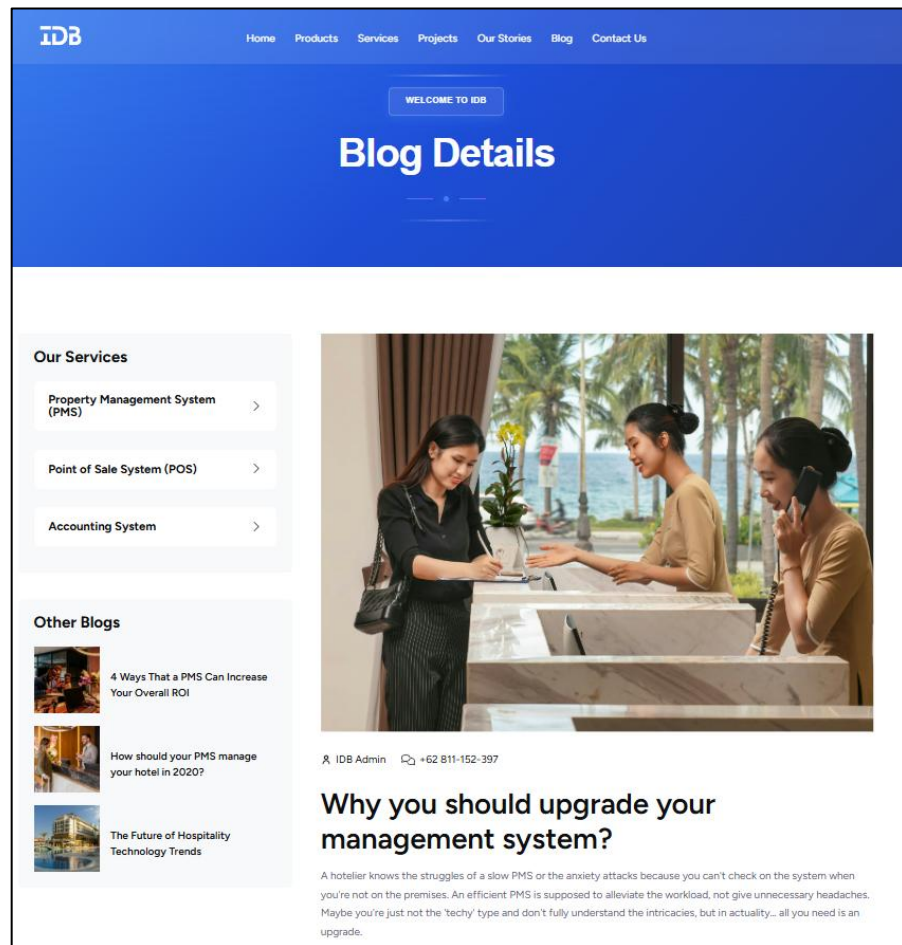 IDB
Home Products Services Projects Our Stories Blog Contact Us
WELCOME TO IDB
Blog Details
Our Services
Property Management System
(PMS)
Point of Sale System (POS)
Accounting System
Other Blogs
4 Ways That a PMS Can Increase
Your Overall ROI
How should your PMS manage
your hotel in 2020?
The Future of Hospitality
Technology Trends
IDB Admin +62 811-152-397
Why you should upgrade your
management system?
A hotelier knows the struggles of a slow PMS or the anxiety attacks because you can't check on the system when
you're not on the premises. An efficient PMS is supposed to alleviate the workload, not give unnecessary headaches.
Maybe you're just not the 'techy' type and don't fully understand the intricacies, but in actuality... all you need is an
upgrade.